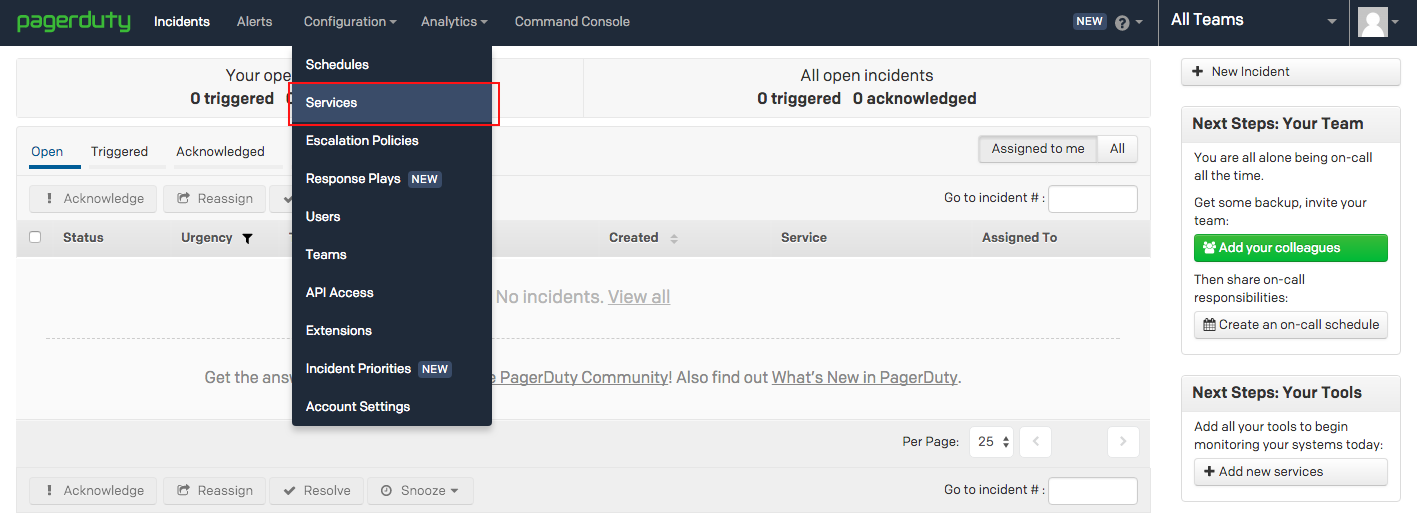 pagerduty Incidents Alerts Configuration Analytics Command Console NEW ? All Teams
Schedules
Services
Escalation Policies
Response Plays NEW
Users
Teams
API Access
Extensions
Incident Priorities NEW
Account Settings
Your ope
0 triggered
All open incidents
0 triggered 0 acknowledged
Open Triggered Acknowledged
Assigned to me All
! Acknowledge Reassign
Go to incident # :
Status Urgency Created Service Assigned To
No incidents. View all
Get the answ e PagerDuty Community! Also find out What's New in PagerDuty.
Per Page: 25 < >
! Acknowledge Reassign Resolve Snooze
Go to incident # :
+ New Incident
Next Steps: Your Team
You are all alone being on-call
all the time.
Get some backup, invite your
team:
Add your colleagues
Then share on-call
responsibilities:
Create an on-call schedule
Next Steps: Your Tools
Add all your tools to begin
monitoring your systems today:
+ Add new services